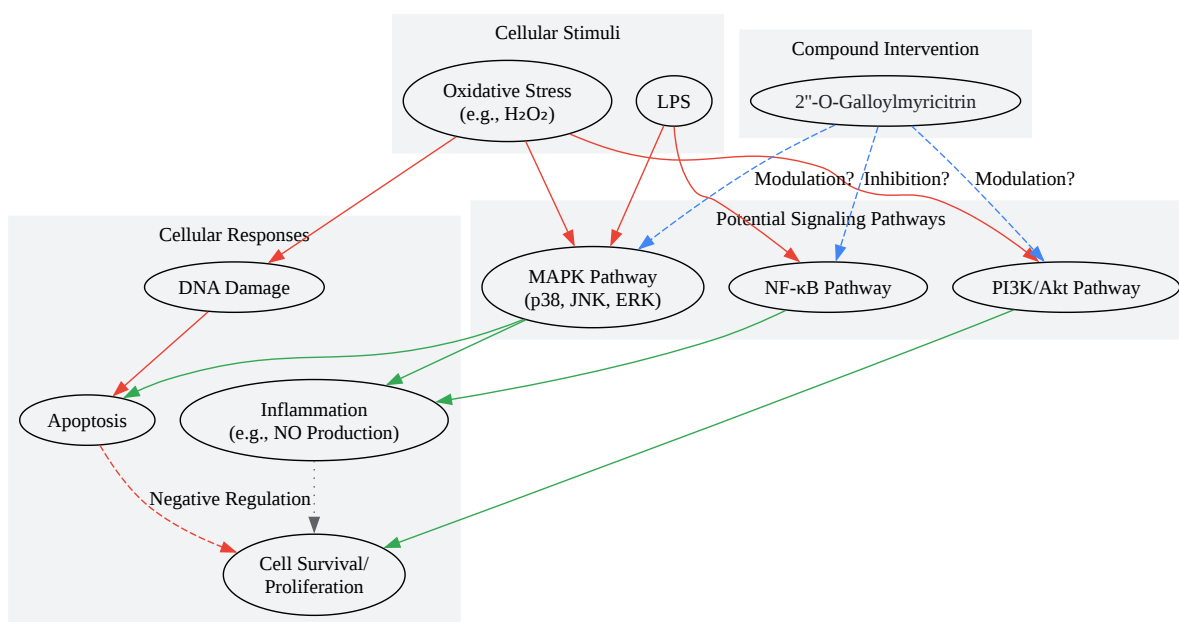 Cellular Stimuli
Compound Intervention
Oxidative Stress
(e.g., H₂O₂)
LPS
2"-O-Galloylmyricitrin
Modulation?
Inhibition?
Modulation?
Potential Signaling Pathways
Cellular Responses
DNA Damage
MAPK Pathway
(p38, JNK, ERK)
NF-κB Pathway
PI3K/Akt Pathway
Apoptosis
Inflammation
(e.g., NO Production)
Negative Regulation
Cell Survival/
Proliferation